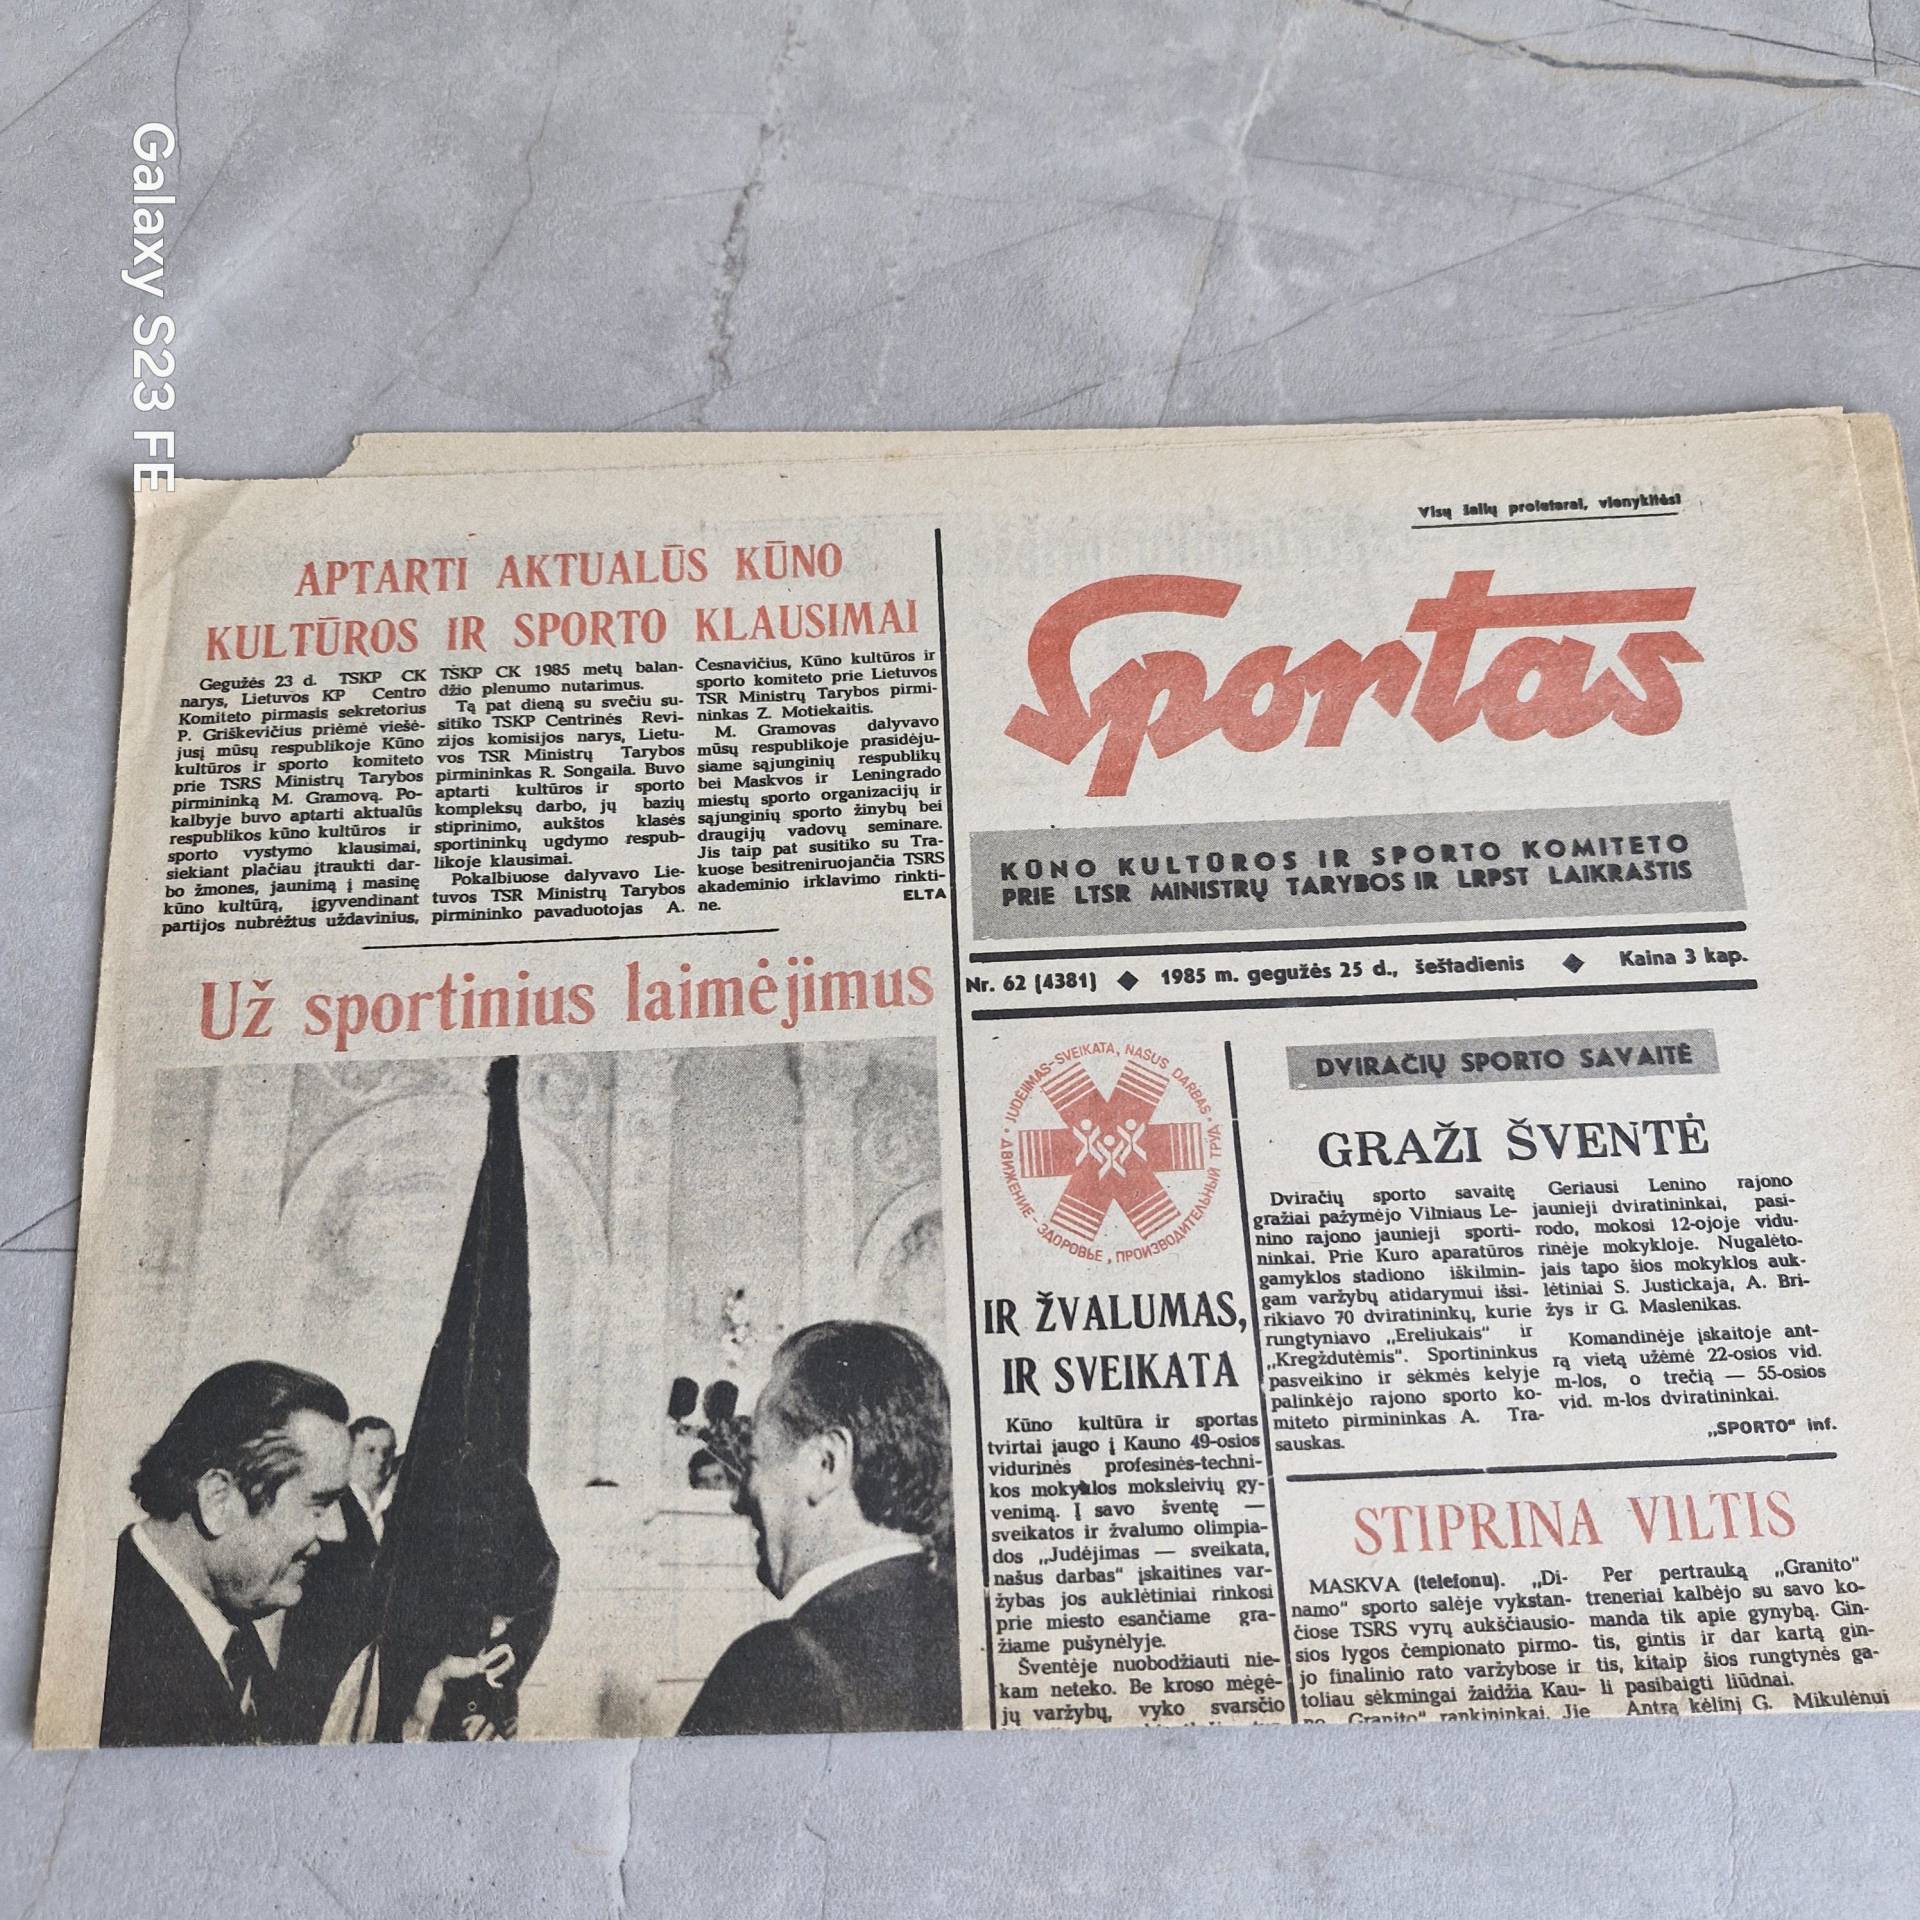 Galaxy S23 FE
APTARTI AKTUALŪS KŪNO
KULTŪROS IR SPORTO KLAUSIMAI
Gegužės 23 d. TSKP CK
narys, Lietuvos KP Centro
Komiteto pirmasis sekretorius
P. Griškevičius priėmė viešė-
jusį mūsų respublikoje Kūno
kultūros ir sporto komiteto
prie TSRS Ministrų Tarybos
pirmininką M. Gramovą. Po-
kalbyje buvo aptarti aktualūs
respublikos kūno kultūros ir
sporto vystymo klausimai,
siekiant plačiau įtraukti dar-
bo žmones, jaunimą į masinę
kūno kultūrą, įgyvendinant
partijos nubrėžtus uždavinius,
TSKP CK 1985 metų balan-
džio plenumo nutarimus.
Tą pat dieną su svečiu su-
sitiko TSKP Centrinės Revi-
zijos komisijos narys, Lietu-
vos TSR Ministrų Tarybos
pirmininkas R. Songaila. Buvo
aptarti kultūros ir sporto
kompleksų darbo, jų bazių
stiprinimo, aukštos klasės
sportininkų ugdymo respub-
likoje klausimai.
Pokalbiuose dalyvavo Lie-
tuvos TSR Ministrų Tarybos
pirmininko pavaduotojas A.
Česnavičius, Kūno kultūros ir
sporto komiteto prie Lietuvos
TSR Ministrų Tarybos pirmi-
ninkas Z. Motiekaitis.
M. Gramovas dalyvavo
mūsų respublikoje prasidėju-
siame sąjunginių respublikų
bei Maskvos ir Leningrado
miestų sporto organizacijų ir
sąjunginių sporto žinybų bei
draugijų vadovų seminare.
Jis taip pat susitiko su Tra-
kuose besitreniruojančia TSRS
akademinio irklavimo rinkti-
ne.
ELTA
Už sportinius laimėjimus
Visų šalių proletarai, vienykitės!
Sportas
KŪNO KULTŪROS IR SPORTO KOMITETO
PRIE LTSR MINISTRŲ TARYBOS IR LRPST LAIKRAŠTIS
Nr. 62 (4381) ◆ 1985 m. gegužės 25 d., šeštadienis ◆ Kaina 3 kap.
JUDĖJIMAS-SVEIKATA, NAŠUS DARBAS •
ДВИЖЕНИЕ-ЗДОРОВЬЕ, ПРОИЗВОДИТЕЛЬНЫЙ ТРУД •
IR ŽVALUMAS,
IR SVEIKATA
Kūno kultūra ir sportas
tvirtai įaugo į Kauno 49-osios
vidurinės profesinės-techni-
kos mokyklos moksleivių gy-
venimą. Į savo šventę —
sveikatos ir žvalumo olimpia-
dos „Judėjimas — sveikata,
našus darbas“ įskaitines var-
žybas jos auklėtiniai rinkosi
prie miesto esančiame gra-
žiame pušynėlyje.
Šventėje nuobodžiauti nie-
kam neteko. Be kroso mėgė-
jų varžybų, vyko svarsčio
DVIRAČIŲ SPORTO SAVAITĖ
GRAŽI ŠVENTĖ
Dviračių sporto savaitę
gražiai pažymėjo Vilniaus Le-
nino rajono jaunieji sporti-
ninkai. Prie Kuro aparatūros
gamyklos stadiono iškilmin-
gam varžybų atidarymui išsi-
rikiavo 70 dviratininkų, kurie
rungtyniavo „Ereliukais“ ir
„Kregždutėmis“. Sportininkus
pasveikino ir sėkmės kelyje
palinkėjo rajono sporto ko-
miteto pirmininkas A. Tra-
sauskas.
Geriausi Lenino rajono
jaunieji dviratininkai, pasi-
rodo, mokosi 12-ojoje vidu-
rinėje mokykloje. Nugalėto-
jais tapo šios mokyklos auk-
lėtiniai S. Justickaja, A. Bri-
žys ir G. Maslenikas.
Komandinėje įskaitoje ant-
rą vietą užėmė 22-osios vid.
m-los, o trečią — 55-osios
vid. m-los dviratininkai.
„SPORTO“ inf.
STIPRINA VILTIS
MASKVA (telefonu). „Di-
namo“ sporto salėje vykstan-
čiose TSRS vyrų aukščiausio-
sios lygos čempionato pirmo-
jo finalinio rato varžybose ir
toliau sėkmingai žaidžia Kau-
no „Granito“ rankininkai. Jie
Per pertrauką „Granito“
treneriai kalbėjo su savo ko-
manda tik apie gynybą. Gin-
tis, gintis ir dar kartą gin-
tis, kitaip šios rungtynės ga-
li pasibaigti liūdnai.
Antrą kėlinį G. Mikulėnui